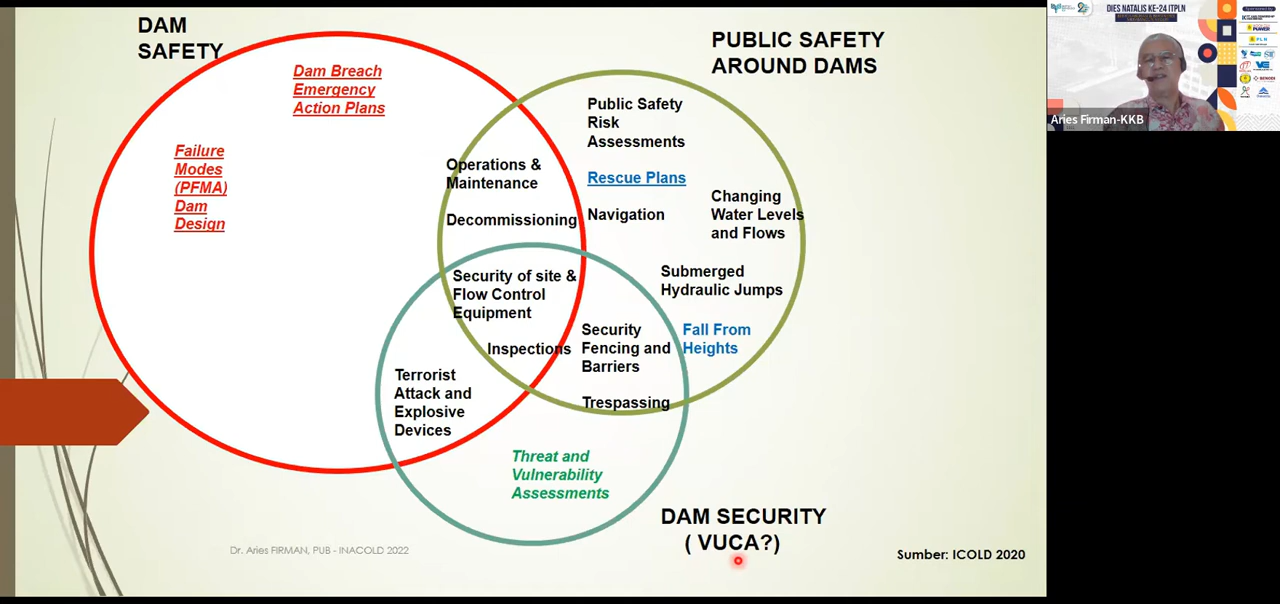 DAM
SAFETY
Dam Breach
Emergency
Action Plans
Failure
Modes
(PFMA)
Dam
Design
PUBLIC SAFETY
AROUND DAMS
Public Safety
Risk
Assessments
Rescue Plans
Navigation
Changing
Water Levels
and Flows
Submerged
Hydraulic Jumps
Fall From
Heights
Operations &
Maintenance
Decommissioning
Security of site &
Flow Control
Equipment
Inspections
Security
Fencing and
Barriers
Trespassing
Terrorist
Attack and
Explosive
Devices
Threat and
Vulnerability
Assessments
DAM SECURITY
( VUCA?)
Dr. Aries FIRMAN, PUB - INACOLD 2022
Sumber: ICOLD 2020
DIES NATALIS KE-24 ITPLN
Aries Firman-KKB